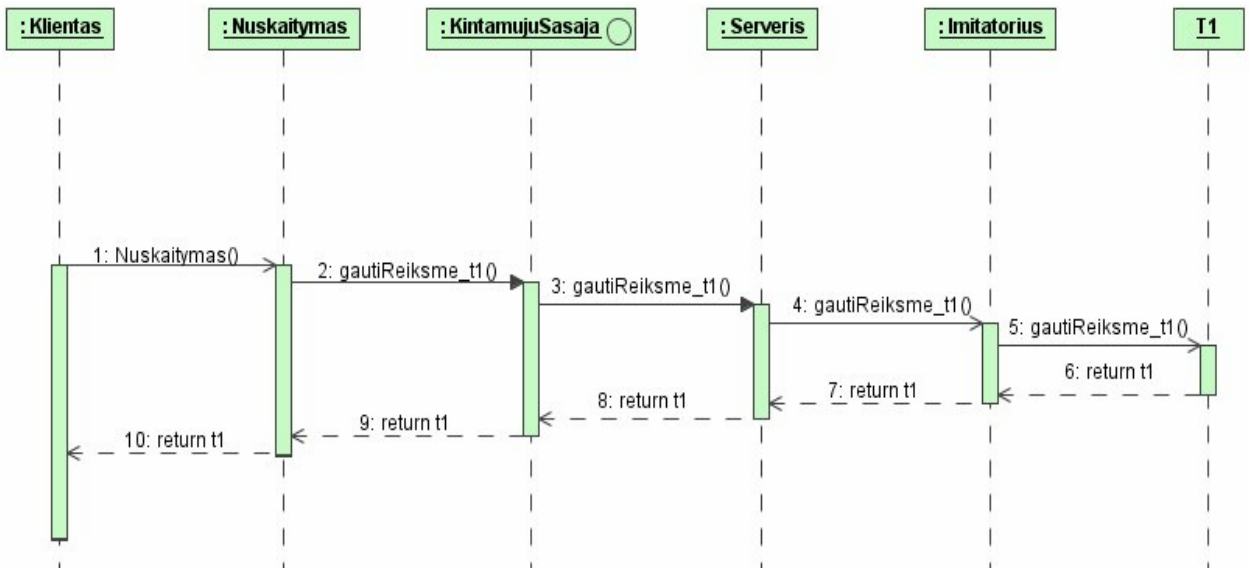 : Klientas
: Nuskaitymas
: KintamujuSasaja
: Serveris
: Imitatorius
T1
1: Nuskaitymas()
2: gautiReiksme_t1()
3: gautiReiksme_t1()
4: gautiReiksme_t1()
5: gautiReiksme_t1()
6: return t1
7: return t1
8: return t1
9: return t1
10: return t1